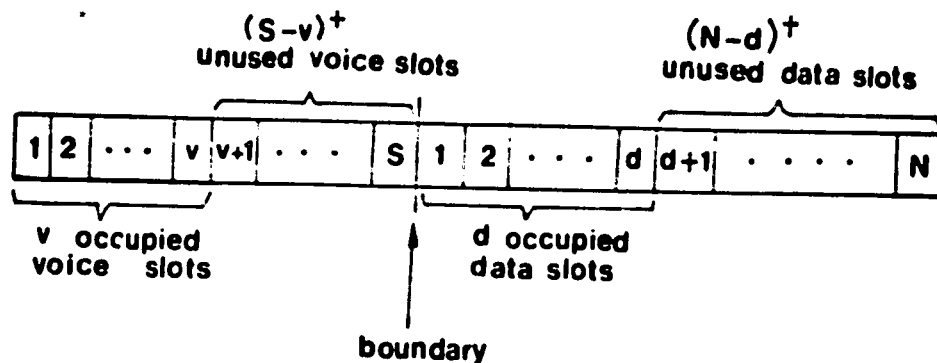 (S-v)⁺
unused voice slots
(N-d)⁺
unused data slots
1 2 ··· v v+1 ··· S 1 2 ··· d d+1 ···· N
v occupied
voice slots
d occupied
data slots
boundary